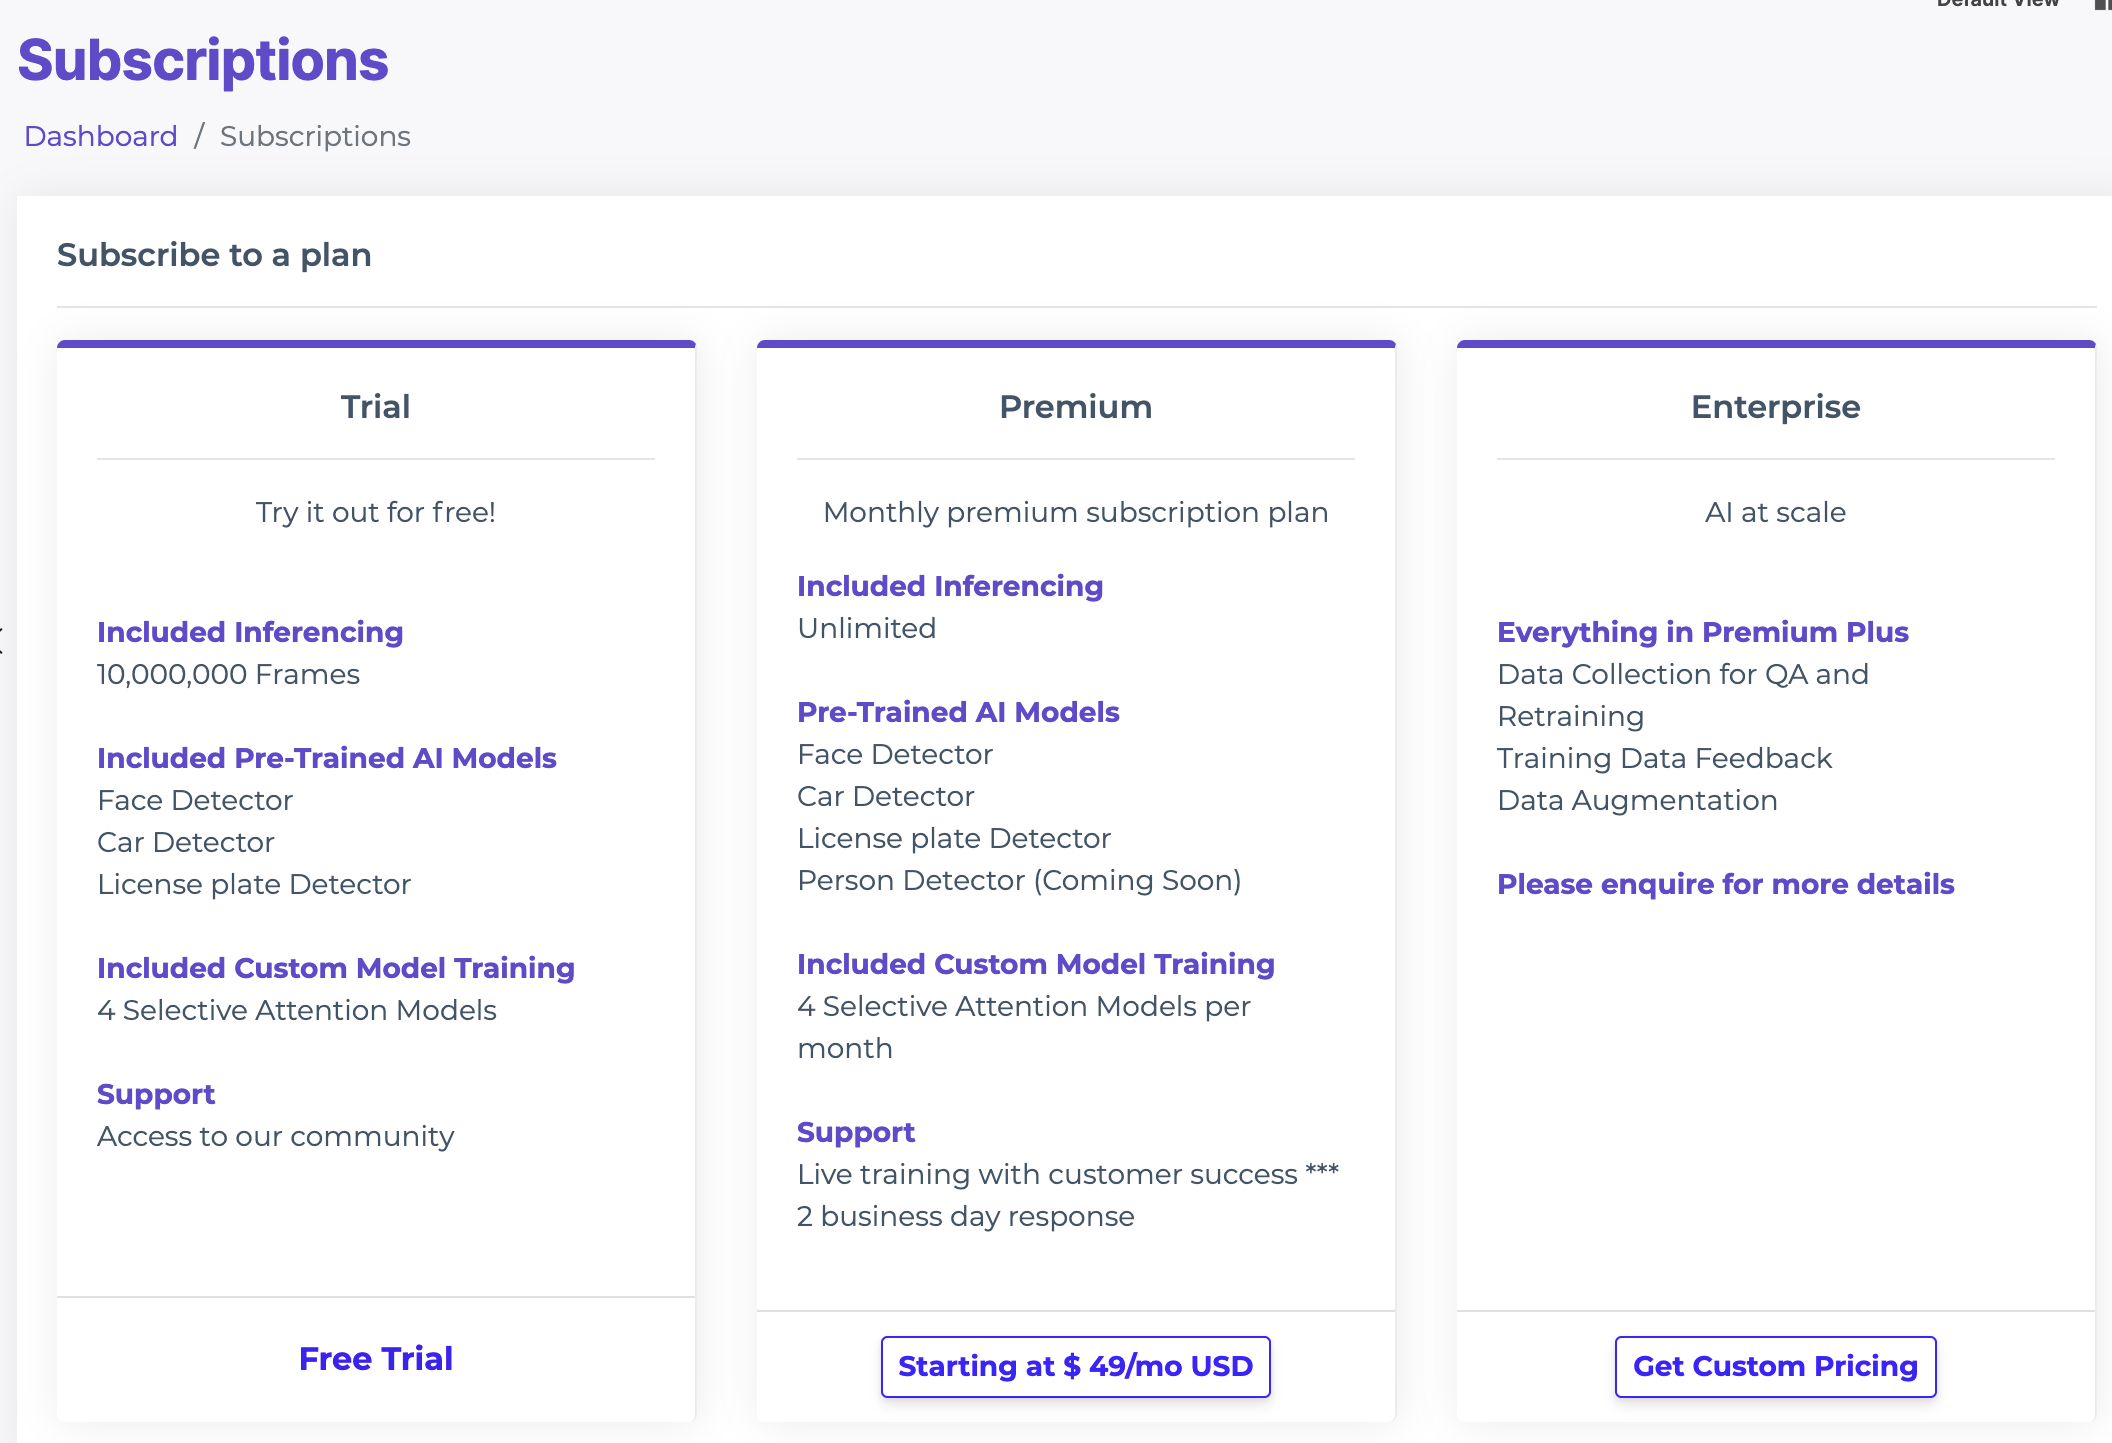 Default View
Subscriptions
Dashboard / Subscriptions
Subscribe to a plan
Trial
Try it out for free!
Included Inferencing
10,000,000 Frames
Included Pre-Trained AI Models
Face Detector
Car Detector
License plate Detector
Included Custom Model Training
4 Selective Attention Models
Support
Access to our community
Free Trial
Premium
Monthly premium subscription plan
Included Inferencing
Unlimited
Pre-Trained AI Models
Face Detector
Car Detector
License plate Detector
Person Detector (Coming Soon)
Included Custom Model Training
4 Selective Attention Models per
month
Support
Live training with customer success ***
2 business day response
Starting at $ 49/mo USD
Enterprise
AI at scale
Everything in Premium Plus
Data Collection for QA and
Retraining
Training Data Feedback
Data Augmentation
Please enquire for more details
Get Custom Pricing